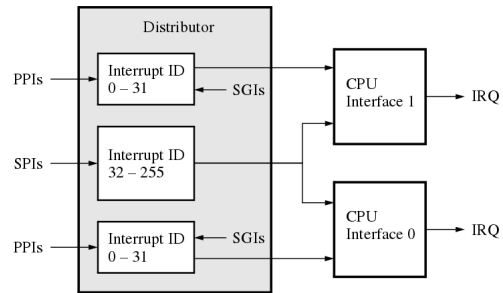 Distributor
PPIs
Interrupt ID
0 – 31
SGIs
CPU
Interface 1
IRQ
SPIs
Interrupt ID
32 – 255
PPIs
Interrupt ID
0 – 31
SGIs
CPU
Interface 0
IRQ